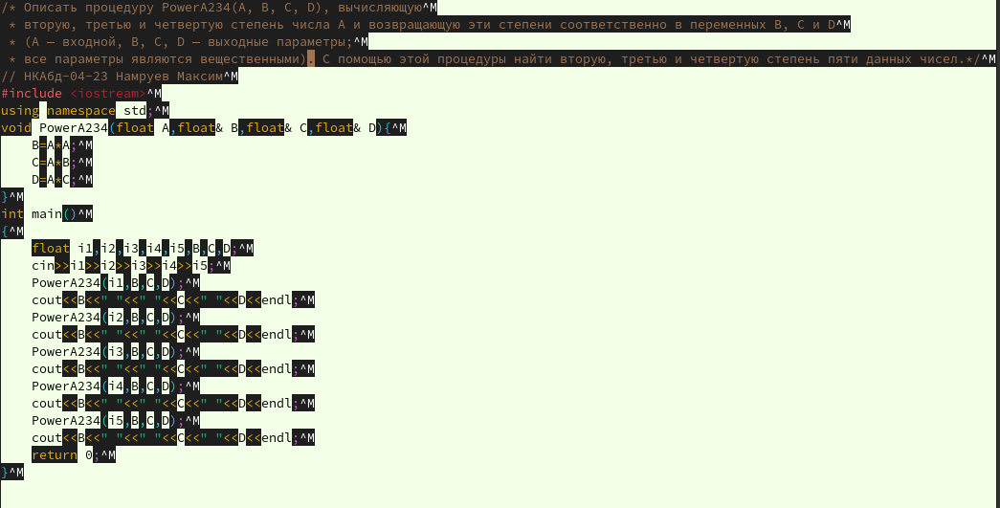 /* Описать процедуру PowerA234(A, B, C, D), вычисляющую^M
 * вторую, третью и четвертую степень числа A и возвращающую эти степени соответственно в переменных B, C и D^M
 * (A — входной, B, C, D — выходные параметры;^M
 * все параметры являются вещественными). С помощью этой процедуры найти вторую, третью и четвертую степень пяти данных чисел.*/^M
// НКАбд-04-23 Намруев Максим^M
#include <iostream>^M
using namespace std;^M
void PowerA234(float A,float& B,float& C,float& D){^M
    B=A*A;^M
    C=A*B;^M
    D=A*C;^M
}^M
int main()^M
{^M
    float i1,i2,i3,i4,i5,B,C,D;^M
    cin>>i1>>i2>>i3>>i4>>i5;^M
    PowerA234(i1,B,C,D);^M
    cout<<B<<" "<<" "<<C<<" "<<D<<endl;^M
    PowerA234(i2,B,C,D);^M
    cout<<B<<" "<<" "<<C<<" "<<D<<endl;^M
    PowerA234(i3,B,C,D);^M
    cout<<B<<" "<<" "<<C<<" "<<D<<endl;^M
    PowerA234(i4,B,C,D);^M
    cout<<B<<" "<<" "<<C<<" "<<D<<endl;^M
    PowerA234(i5,B,C,D);^M
    cout<<B<<" "<<" "<<C<<" "<<D<<endl;^M
    return 0;^M
}^M